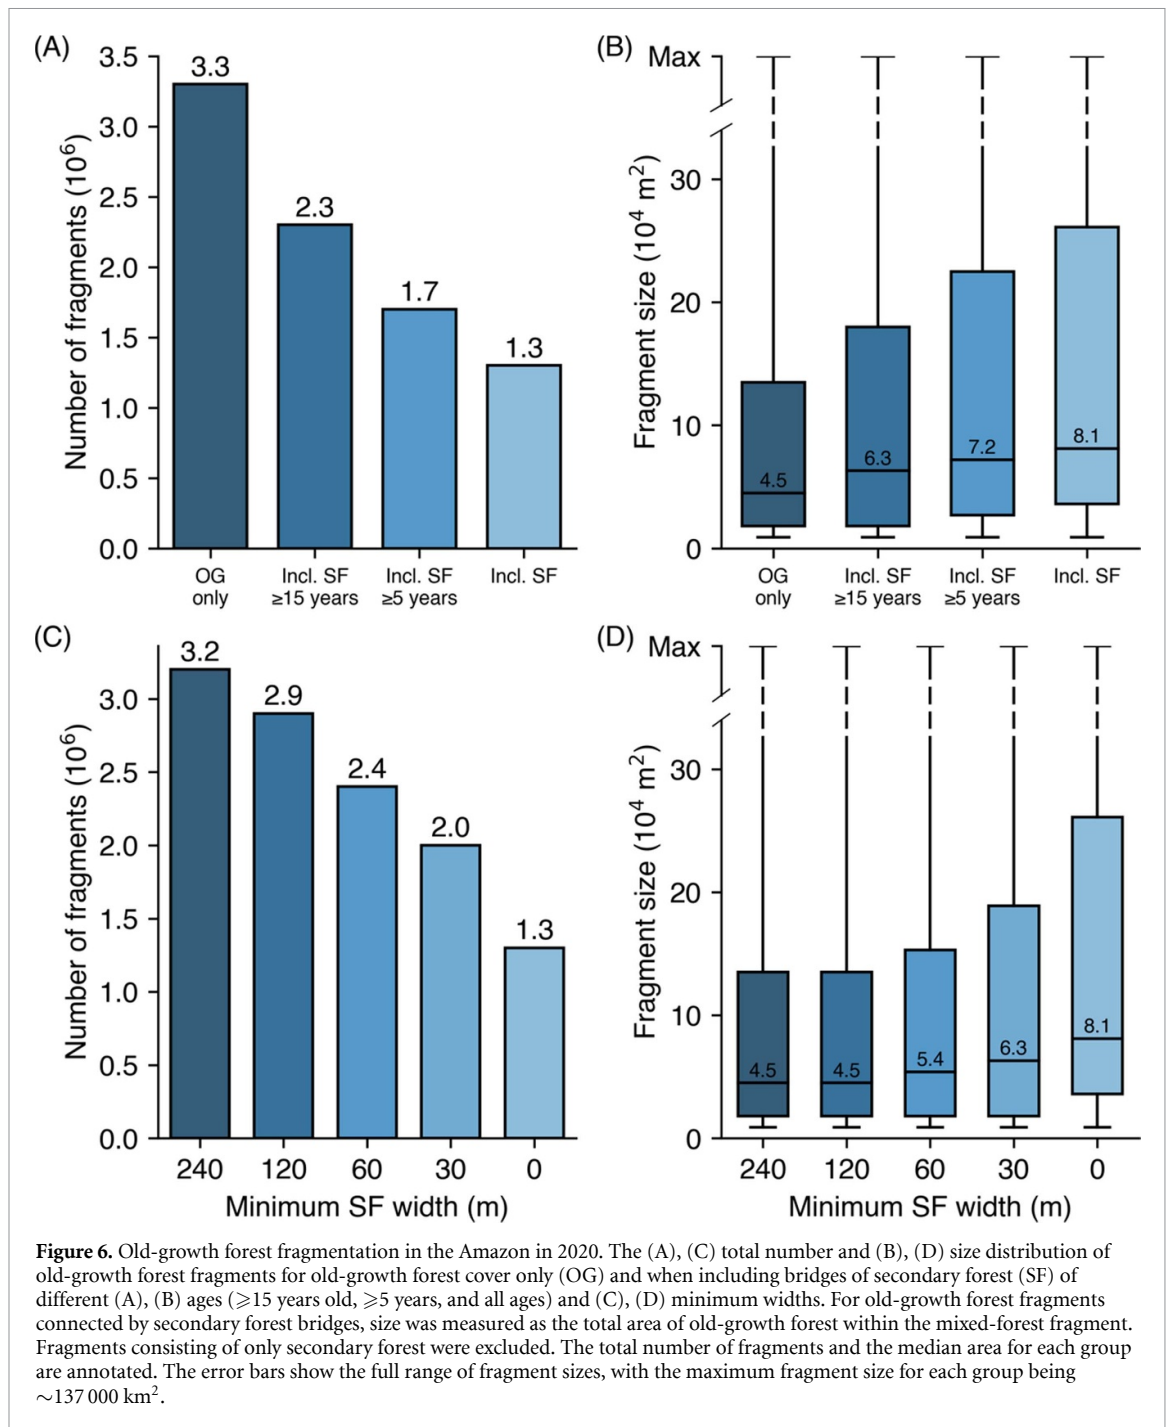 (A)
3.5
3.0
2.5
2.0
1.5
1.0
0.5
0.0
Number of fragments (10⁶)
3.3
2.3
1.7
1.3
OG only
Incl. SF ≥15 years
Incl. SF ≥5 years
Incl. SF
(B)
Max
30
20
10
0
Fragment size (10⁴ m²)
4.5
6.3
7.2
8.1
OG only
Incl. SF ≥15 years
Incl. SF ≥5 years
Incl. SF
(C)
3.0
2.5
2.0
1.5
1.0
0.5
0.0
Number of fragments (10⁶)
3.2
2.9
2.4
2.0
1.3
240 120 60 30 0
Minimum SF width (m)
(D)
Max
30
20
10
0
Fragment size (10⁴ m²)
4.5
4.5
5.4
6.3
8.1
240 120 60 30 0
Minimum SF width (m)
Figure 6. Old-growth forest fragmentation in the Amazon in 2020. The (A), (C) total number and (B), (D) size distribution of
old-growth forest fragments for old-growth forest cover only (OG) and when including bridges of secondary forest (SF) of
different (A), (B) ages (⩾15 years old, ⩾5 years, and all ages) and (C), (D) minimum widths. For old-growth forest fragments
connected by secondary forest bridges, size was measured as the total area of old-growth forest within the mixed-forest fragment.
Fragments consisting of only secondary forest were excluded. The total number of fragments and the median area for each group
are annotated. The error bars show the full range of fragment sizes, with the maximum fragment size for each group being
∼137 000 km².